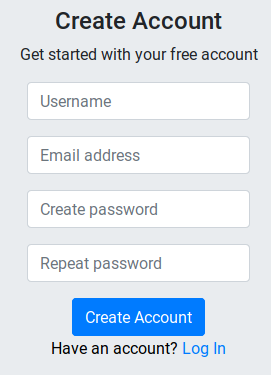 Create Account
Get started with your free account
Username
Email address
Create password
Repeat password
Create Account
Have an account? Log In